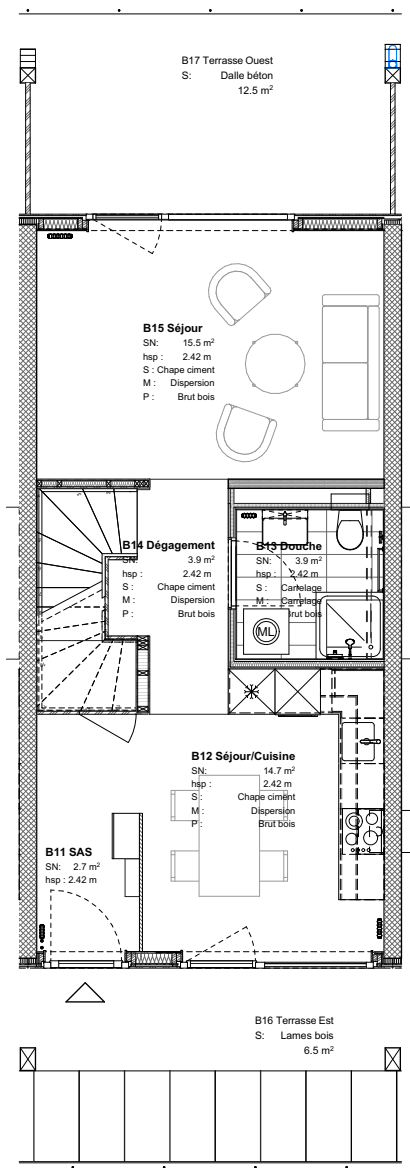 B17 Terrasse Ouest
S: Dalle béton
12.5 m²
B15 Séjour
SN: 15.5 m²
hsp : 2.42 m
S : Chape ciment
M : Dispersion
P : Brut bois
B14 Dégagement
SN: 3.9 m²
hsp : 2.42 m
S : Chape ciment
M : Dispersion
P : Brut bois
B13 Douche
SN: 3.9 m²
hsp : 2.42 m
S : Carrelage
M : Carrelage
Brut bois
ML
B12 Séjour/Cuisine
SN: 14.7 m²
hsp : 2.42 m
S : Chape ciment
M : Dispersion
P : Brut bois
B11 SAS
SN: 2.7 m²
hsp : 2.42 m
B16 Terrasse Est
S: Lames bois
6.5 m²